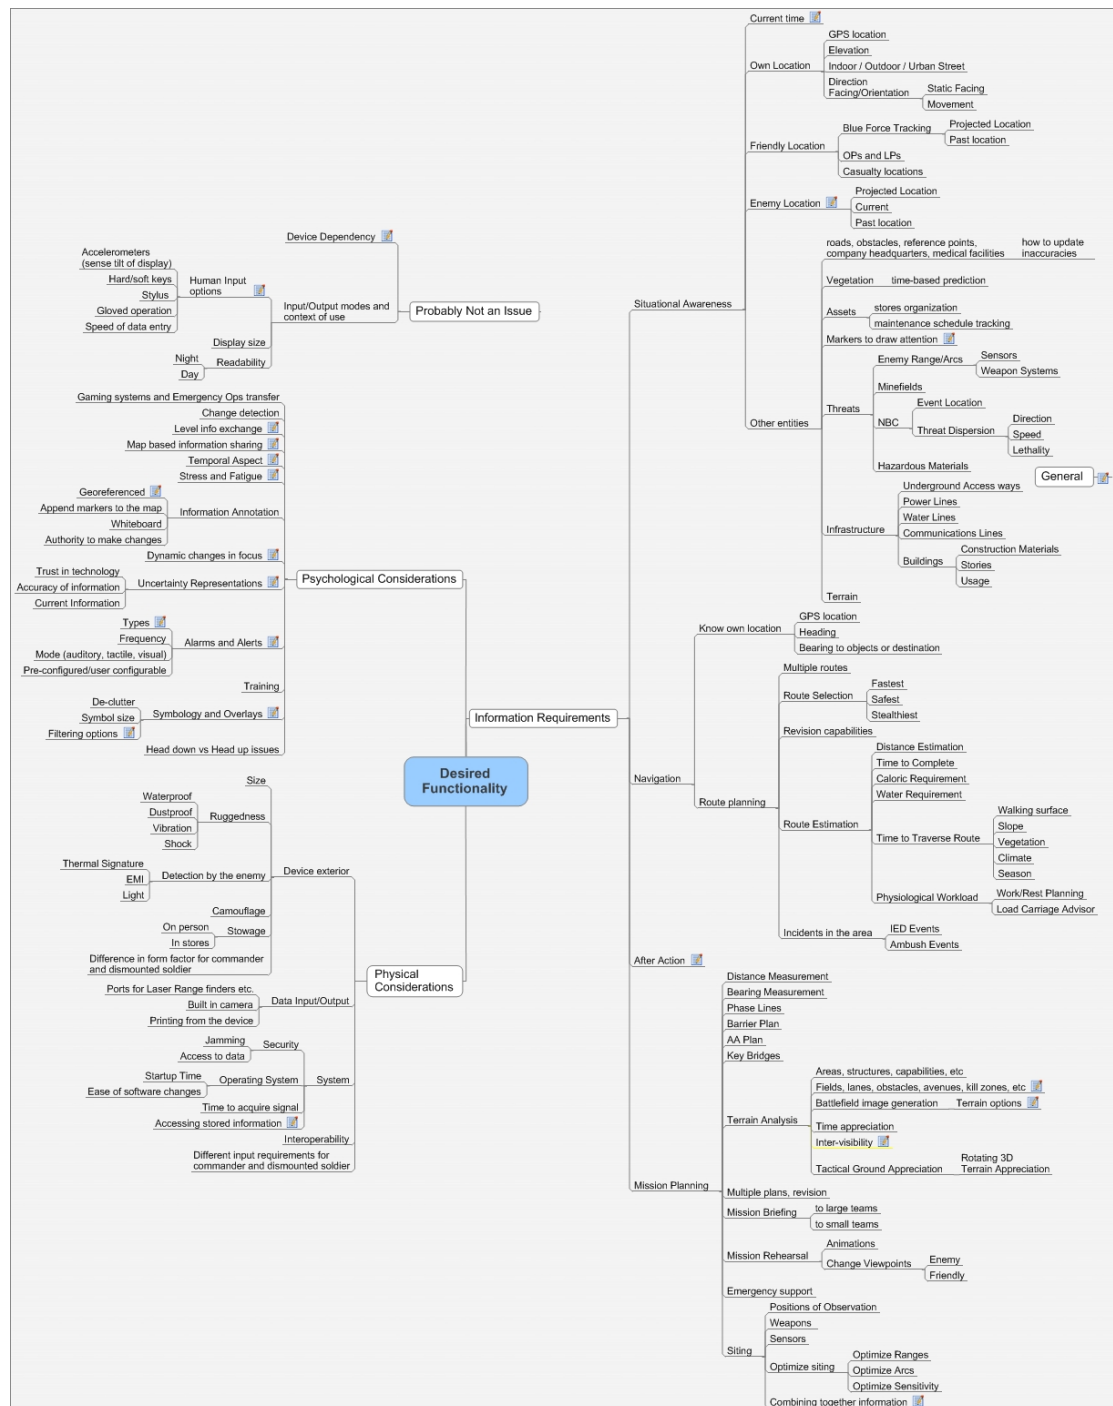 Desired
Functionality
Information Requirements
Situational Awareness
Current time
Own Location
GPS location
Elevation
Indoor / Outdoor / Urban Street
Direction
Facing/Orientation
Static Facing
Movement
Friendly Location
Blue Force Tracking
Projected Location
Past location
OPs and LPs
Casualty locations
Enemy Location
Projected Location
Current
Past location
Other entities
roads, obstacles, reference points,
company headquarters, medical facilities
how to update
inaccuracies
Vegetation
time-based prediction
Assets
stores organization
maintenance schedule tracking
Markers to draw attention
Threats
Enemy Range/Arcs
Sensors
Weapon Systems
Minefields
NBC
Event Location
Threat Dispersion
Direction
Speed
Lethality
Hazardous Materials
Infrastructure
Underground Access ways
Power Lines
Water Lines
Communications Lines
Buildings
Construction Materials
Stories
Usage
Terrain
General
Navigation
Know own location
GPS location
Heading
Bearing to objects or destination
Route planning
Multiple routes
Route Selection
Fastest
Safest
Stealthiest
Revision capabilities
Route Estimation
Distance Estimation
Time to Complete
Caloric Requirement
Water Requirement
Time to Traverse Route
Walking surface
Slope
Vegetation
Climate
Season
Physiological Workload
Work/Rest Planning
Load Carriage Advisor
Incidents in the area
IED Events
Ambush Events
After Action
Mission Planning
Distance Measurement
Bearing Measurement
Phase Lines
Barrier Plan
AA Plan
Key Bridges
Terrain Analysis
Areas, structures, capabilities, etc
Fields, lanes, obstacles, avenues, kill zones, etc
Battlefield image generation
Terrain options
Time appreciation
Inter-visibility
Tactical Ground Appreciation
Rotating 3D
Terrain Appreciation
Multiple plans, revision
Mission Briefing
to large teams
to small teams
Mission Rehearsal
Animations
Change Viewpoints
Enemy
Friendly
Emergency support
Siting
Positions of Observation
Weapons
Sensors
Optimize siting
Optimize Ranges
Optimize Arcs
Optimize Sensitivity
Combining together information
Probably Not an Issue
Device Dependency
Input/Output modes and
context of use
Human Input
options
Accelerometers
(sense tilt of display)
Hard/soft keys
Stylus
Gloved operation
Speed of data entry
Display size
Readability
Night
Day
Psychological Considerations
Gaming systems and Emergency Ops transfer
Change detection
Level info exchange
Map based information sharing
Temporal Aspect
Stress and Fatigue
Information Annotation
Georeferenced
Append markers to the map
Whiteboard
Authority to make changes
Dynamic changes in focus
Uncertainty Representations
Trust in technology
Accuracy of information
Current Information
Alarms and Alerts
Types
Frequency
Mode (auditory, tactile, visual)
Pre-configured/user configurable
Training
Symbology and Overlays
De-clutter
Symbol size
Filtering options
Head down vs Head up issues
Physical
Considerations
Device exterior
Size
Ruggedness
Waterproof
Dustproof
Vibration
Shock
Detection by the enemy
Thermal Signature
EMI
Light
Camouflage
Stowage
On person
In stores
Difference in form factor for commander
and dismounted soldier
Data Input/Output
Ports for Laser Range finders etc.
Built in camera
Printing from the device
System
Security
Jamming
Access to data
Operating System
Startup Time
Ease of software changes
Time to acquire signal
Accessing stored information
Interoperability
Different input requirements for
commander and dismounted soldier